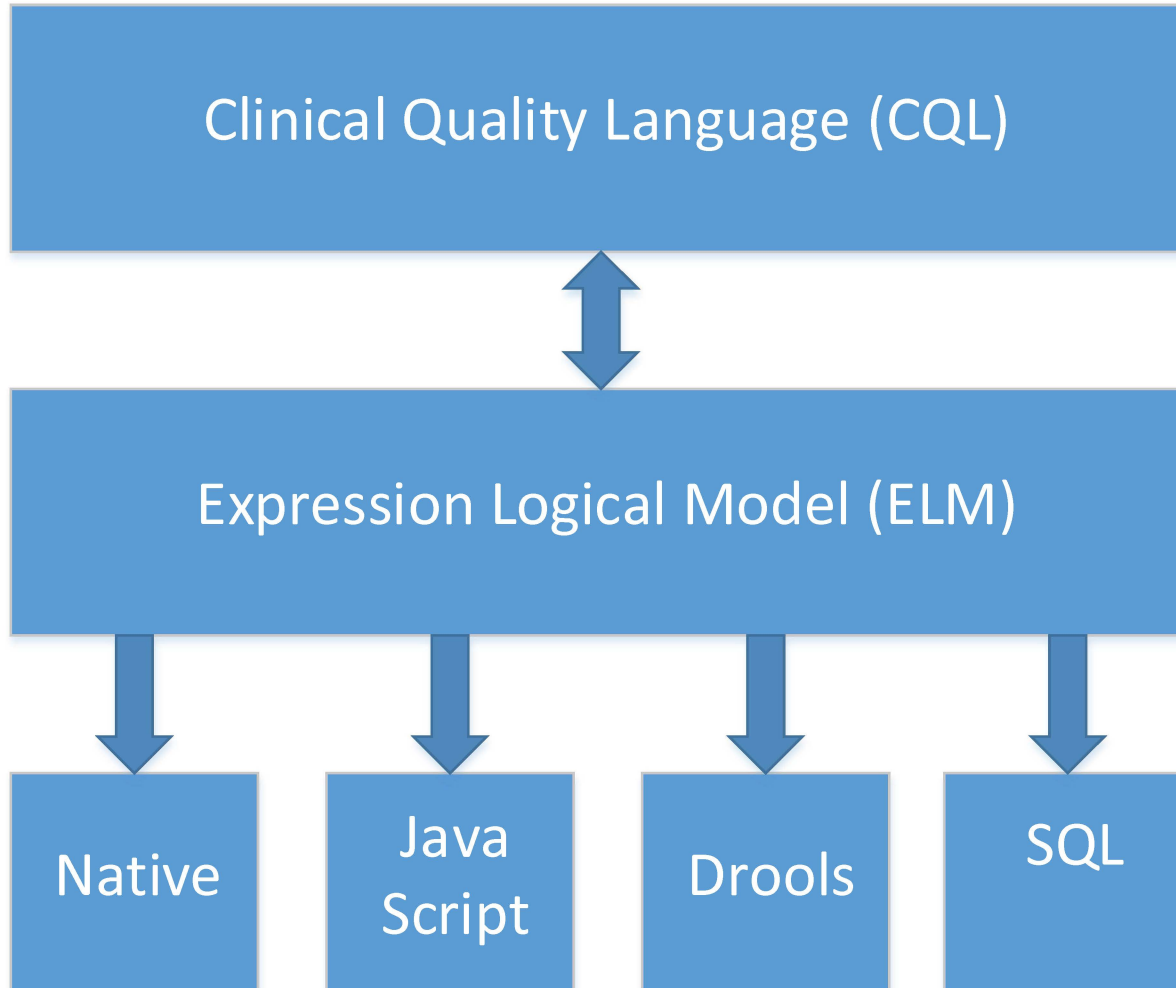 Clinical Quality Language (CQL)
Expression Logical Model (ELM)
Native
Java
Script
Drools
SQL